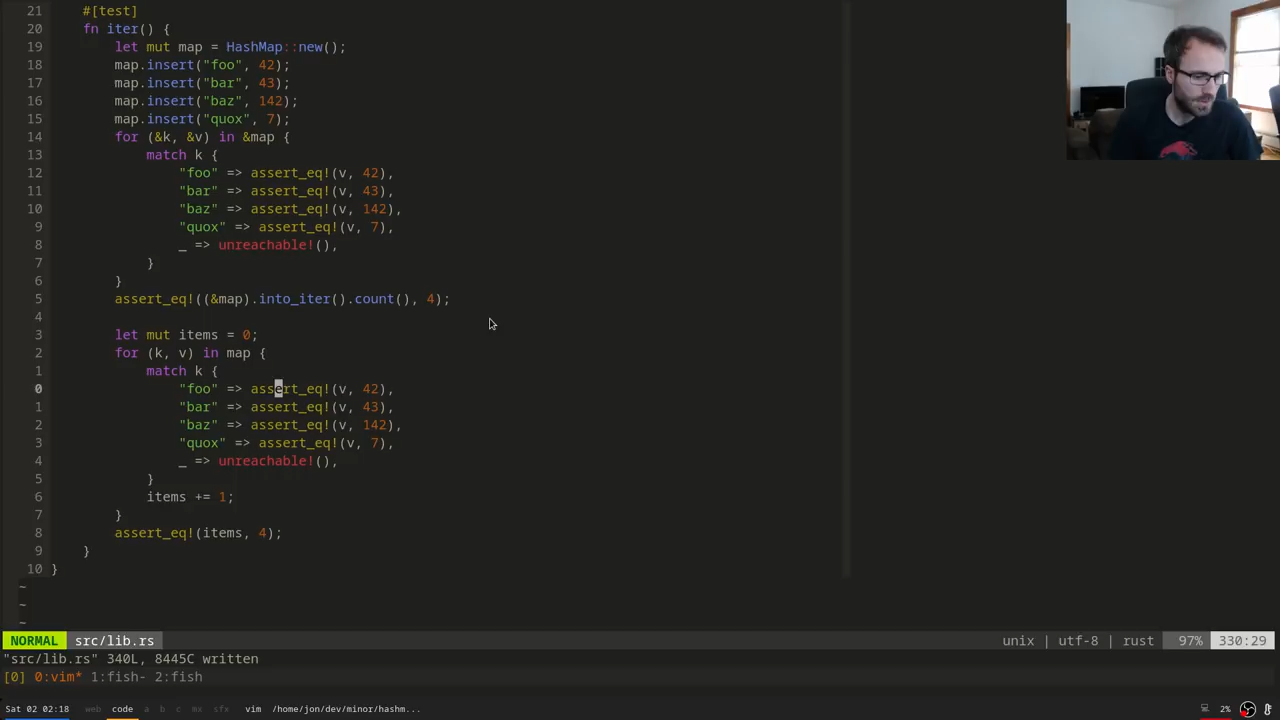 21     #[test]
20     fn iter() {
19         let mut map = HashMap::new();
18         map.insert("foo", 42);
17         map.insert("bar", 43);
16         map.insert("baz", 142);
15         map.insert("quox", 7);
14         for (&k, &v) in &map {
13             match k {
12                 "foo" => assert_eq!(v, 42),
11                 "bar" => assert_eq!(v, 43),
10                 "baz" => assert_eq!(v, 142),
9                 "quox" => assert_eq!(v, 7),
8                 _ => unreachable!(),
7             }
6         }
5         assert_eq!((&map).into_iter().count(), 4);
4
3         let mut items = 0;
2         for (k, v) in map {
1             match k {
0                 "foo" => assert_eq!(v, 42),
1                 "bar" => assert_eq!(v, 43),
2                 "baz" => assert_eq!(v, 142),
3                 "quox" => assert_eq!(v, 7),
4                 _ => unreachable!(),
5             }
6             items += 1;
7         }
8         assert_eq!(items, 4);
9     }
10 }
~
~
~
NORMAL src/lib.rs unix | utf-8 | rust 97% 330:29
"src/lib.rs" 340L, 8445C written
[0] 0:vim* 1:fish- 2:fish
Sat 02 02:18 web code a b c mx sfx vim /home/jon/dev/minor/hashm... 2%